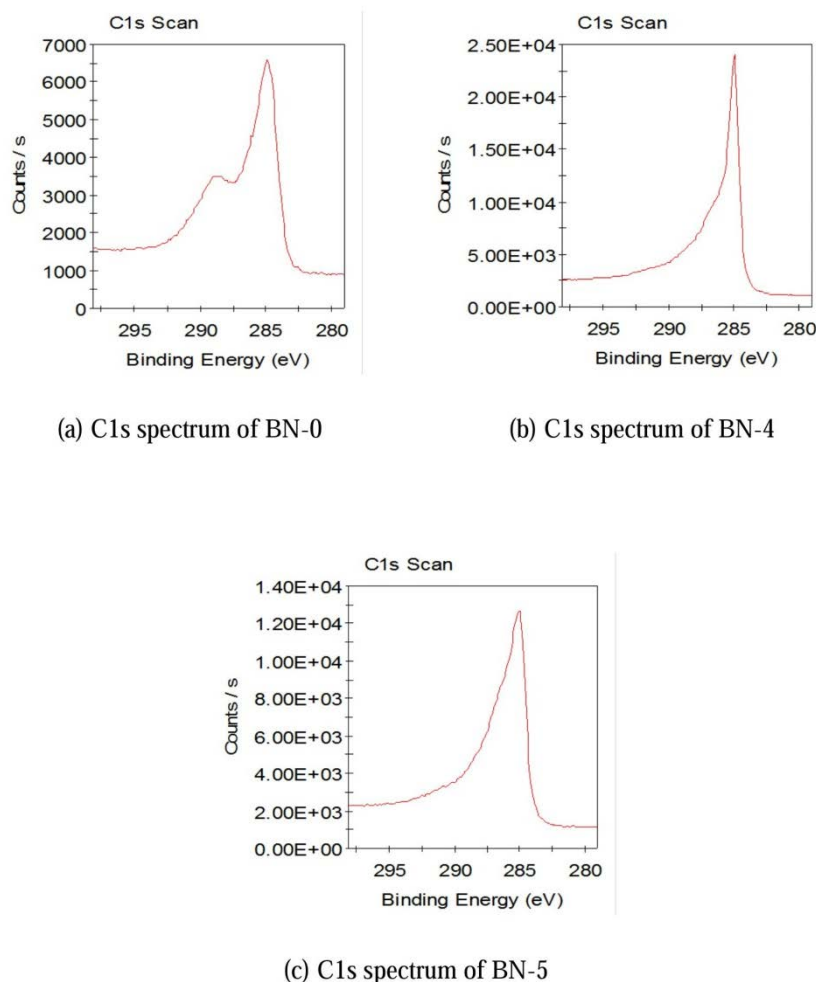 C1s Scan
7000
6000
5000
4000
3000
2000
1000
0
Counts / s
295 290 285 280
Binding Energy (eV)
(a) C1s spectrum of BN-0
C1s Scan
2.50E+04
2.00E+04
1.50E+04
1.00E+04
5.00E+03
0.00E+00
Counts / s
295 290 285 280
Binding Energy (eV)
(b) C1s spectrum of BN-4
C1s Scan
1.40E+04
1.20E+04
1.00E+04
8.00E+03
6.00E+03
4.00E+03
2.00E+03
0.00E+00
Counts / s
295 290 285 280
Binding Energy (eV)
(c) C1s spectrum of BN-5